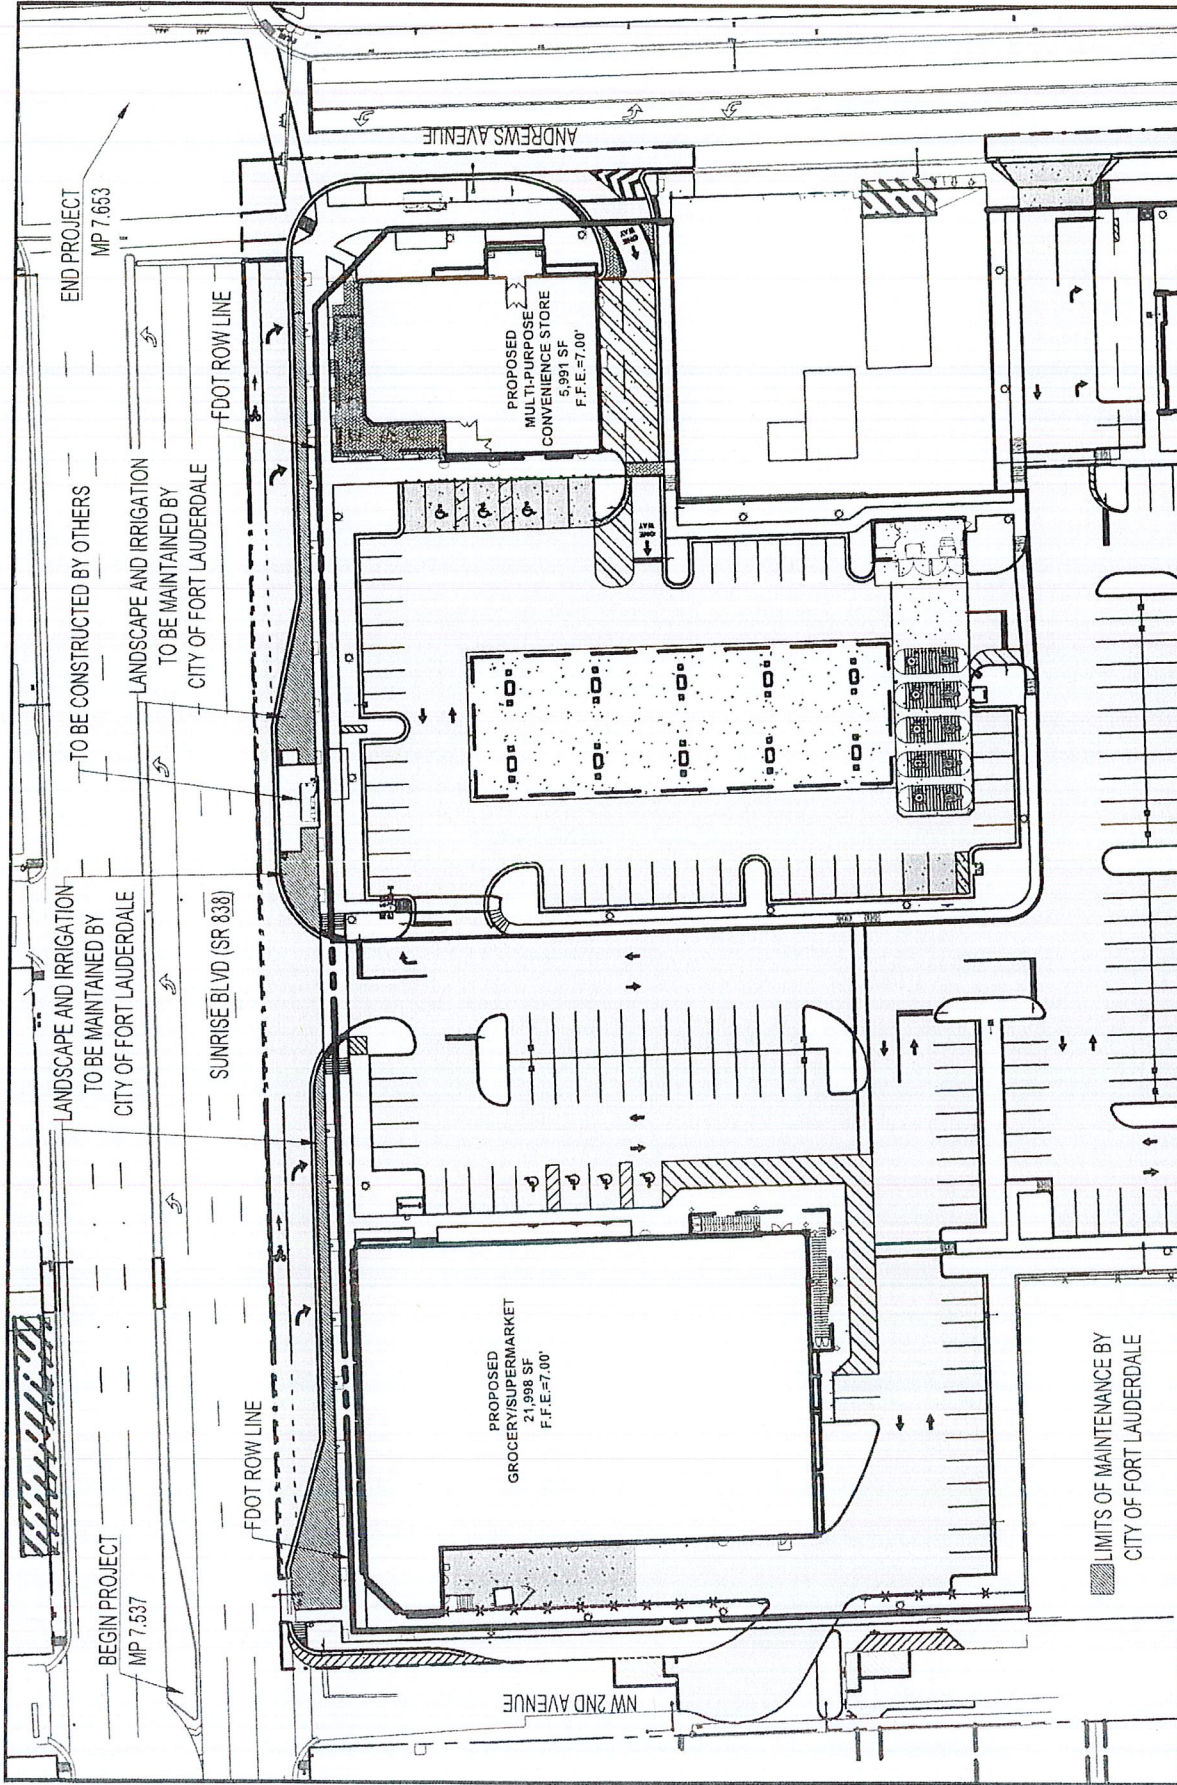 BEGIN PROJECT
MP 7.537
LANDSCAPE AND IRRIGATION
TO BE MAINTAINED BY
CITY OF FORT LAUDERDALE
TO BE CONSTRUCTED BY OTHERS
LANDSCAPE AND IRRIGATION
TO BE MAINTAINED BY
CITY OF FORT LAUDERDALE
END PROJECT
MP 7.653
SUNRISE BLVD (SR 838)
FDOT ROW LINE
FDOT ROW LINE
ANDREWS AVENUE
PROPOSED
MULTI-PURPOSE
CONVENIENCE STORE
5,991 SF
F.F.E.=7.00'
ONE
WAY
ONE
WAY
PROPOSED
GROCERY/SUPERMARKET
21,998 SF
F.F.E.=7.00'
NW 2ND AVENUE
LIMITS OF MAINTENANCE BY
CITY OF FORT LAUDERDALE